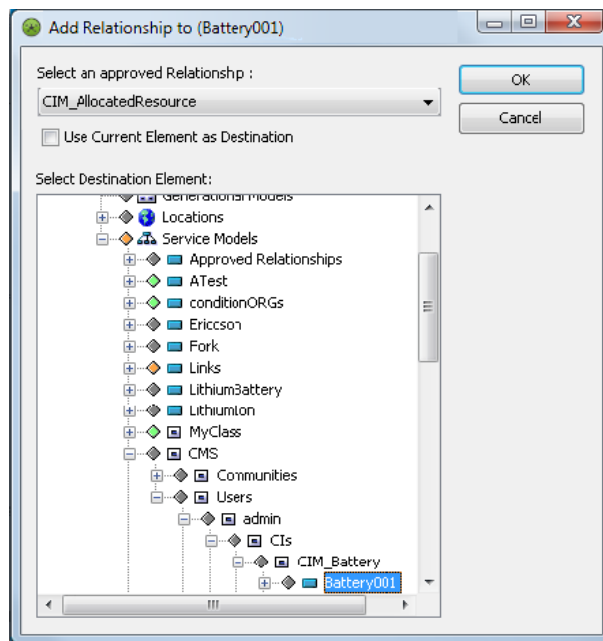 Add Relationship to (Battery001)
Select an approved Relationshp :
OK
CIM_AllocatedResource
Cancel
Use Current Element as Destination
Select Destination Element:
Generational Models
Locations
Service Models
Approved Relationships
ATest
conditionORGs
Ericcson
Fork
Links
LithiumBattery
LithiumIon
MyClass
CMS
Communities
Users
admin
CIs
CIM_Battery
Battery001